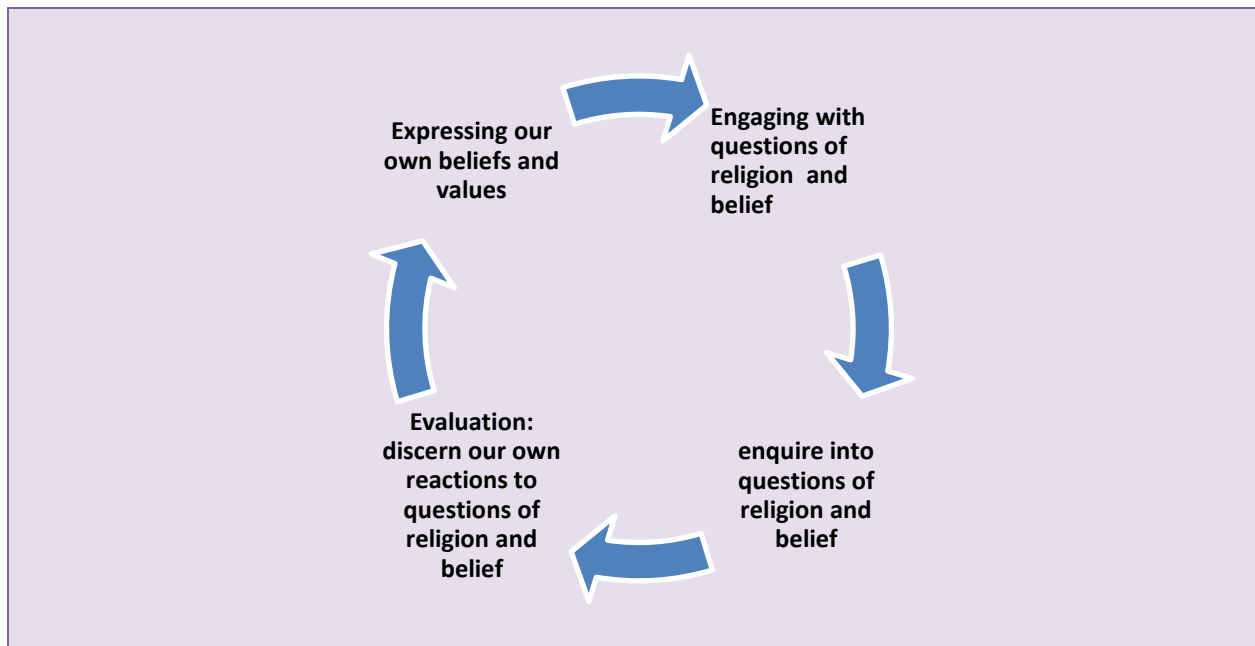 Expressing our
own beliefs and
values
Engaging with
questions of
religion  and
belief
enquire into
questions of
religion and
belief
Evaluation:
discern our own
reactions to
questions of
religion and
belief